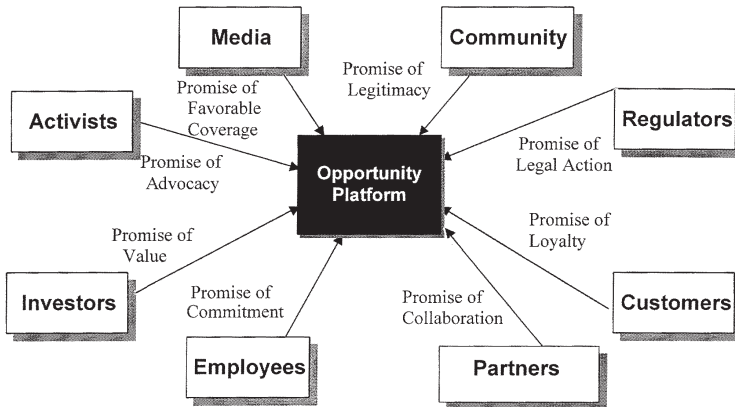 Media
Community
Promise of
Favorable
Coverage
Promise of
Legitimacy
Activists
Regulators
Promise of
Advocacy
Opportunity
Platform
Promise of
Legal Action
Promise of
Value
Promise of
Loyalty
Investors
Promise of
Commitment
Promise of
Collaboration
Customers
Employees
Partners